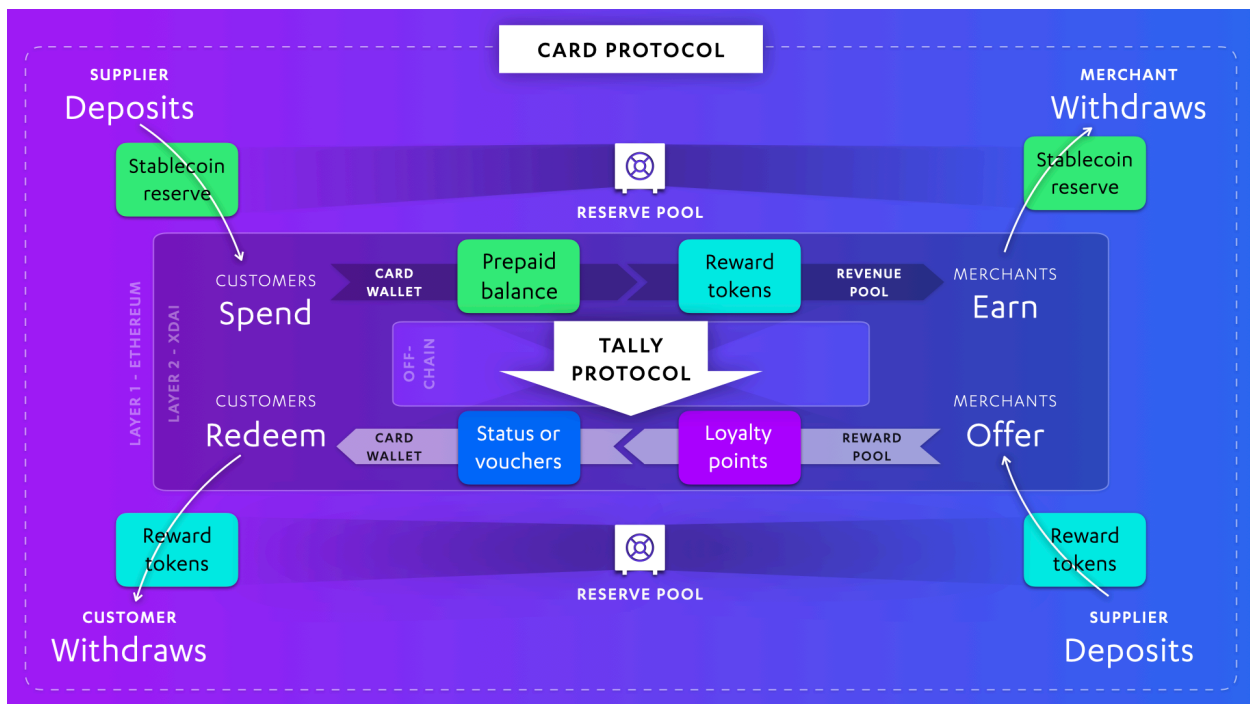 CARD PROTOCOL
SUPPLIER
Deposits
MERCHANT
Withdraws
Stablecoin
reserve
RESERVE POOL
Stablecoin
reserve
LAYER 1 - ETHEREUM
LAYER 2 - XDAI
CUSTOMERS
Spend
CARD
WALLET
Prepaid
balance
Reward
tokens
REVENUE
POOL
MERCHANTS
Earn
OFF-
CHAIN
TALLY
PROTOCOL
CUSTOMERS
Redeem
CARD
WALLET
Status or
vouchers
Loyalty
points
REWARD
POOL
MERCHANTS
Offer
Reward
tokens
RESERVE POOL
Reward
tokens
CUSTOMER
Withdraws
SUPPLIER
Deposits